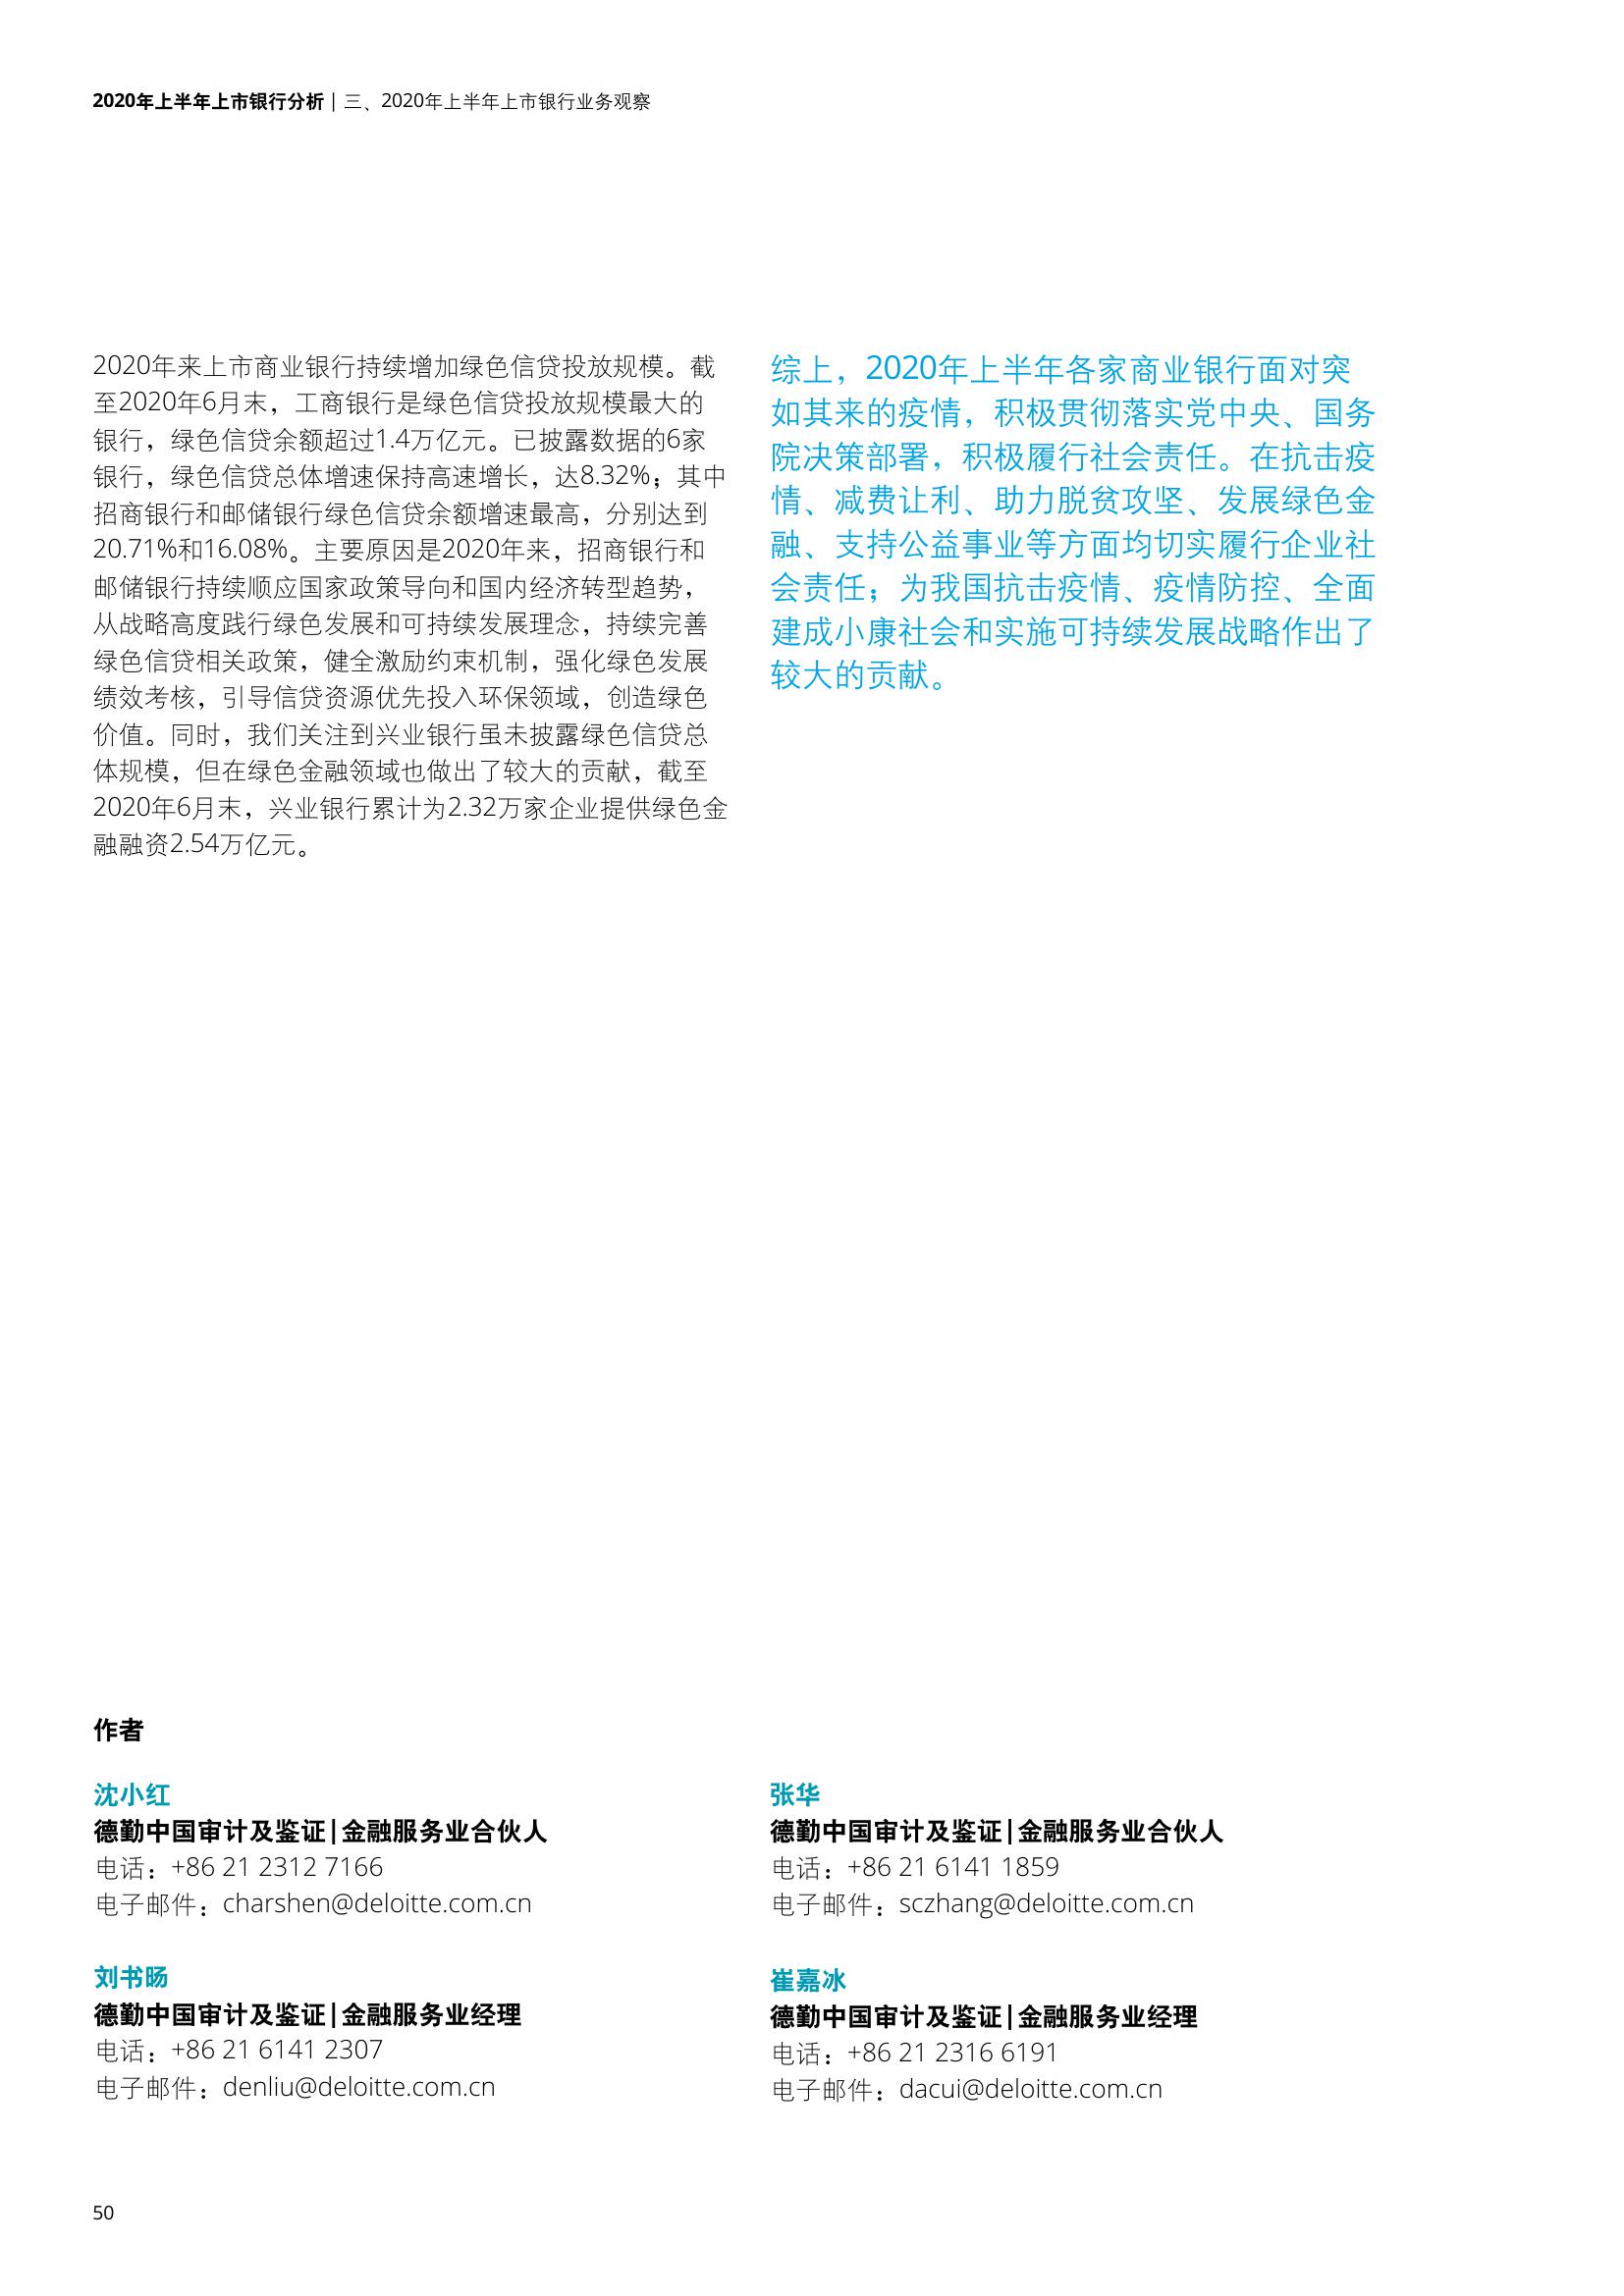 2020年上半年上市银行分析 | 三、2020年上半年上市银行业务观察
2020年来上市商业银行持续增加绿色信贷投放规模。截
至2020年6月末，工商银行是绿色信贷投放规模最大的
银行，绿色信贷余额超过1.4万亿元。已披露数据的6家
银行，绿色信贷总体增速保持高速增长，达8.32%；其中
招商银行和邮储银行绿色信贷余额增速最高，分别达到
20.71%和16.08%。主要原因是2020年来，招商银行和
邮储银行持续顺应国家政策导向和国内经济转型趋势，
从战略高度践行绿色发展和可持续发展理念，持续完善
绿色信贷相关政策，健全激励约束机制，强化绿色发展
绩效考核，引导信贷资源优先投入环保领域，创造绿色
价值。同时，我们关注到兴业银行虽未披露绿色信贷总
体规模，但在绿色金融领域也做出了较大的贡献，截至
2020年6月末，兴业银行累计为2.32万家企业提供绿色金
融融资2.54万亿元。
综上，2020年上半年各家商业银行面对突
如其来的疫情，积极贯彻落实党中央、国务
院决策部署，积极履行社会责任。在抗击疫
情、减费让利、助力脱贫攻坚、发展绿色金
融、支持公益事业等方面均切实履行企业社
会责任；为我国抗击疫情、疫情防控、全面
建成小康社会和实施可持续发展战略作出了
较大的贡献。
作者
沈小红
德勤中国审计及鉴证|金融服务业合伙人
电话：+86 21 2312 7166
电子邮件：charshen@deloitte.com.cn
张华
德勤中国审计及鉴证|金融服务业合伙人
电话：+86 21 6141 1859
电子邮件：sczhang@deloitte.com.cn
刘书旸
德勤中国审计及鉴证|金融服务业经理
电话：+86 21 6141 2307
电子邮件：denliu@deloitte.com.cn
崔嘉冰
德勤中国审计及鉴证|金融服务业经理
电话：+86 21 2316 6191
电子邮件：dacui@deloitte.com.cn
50